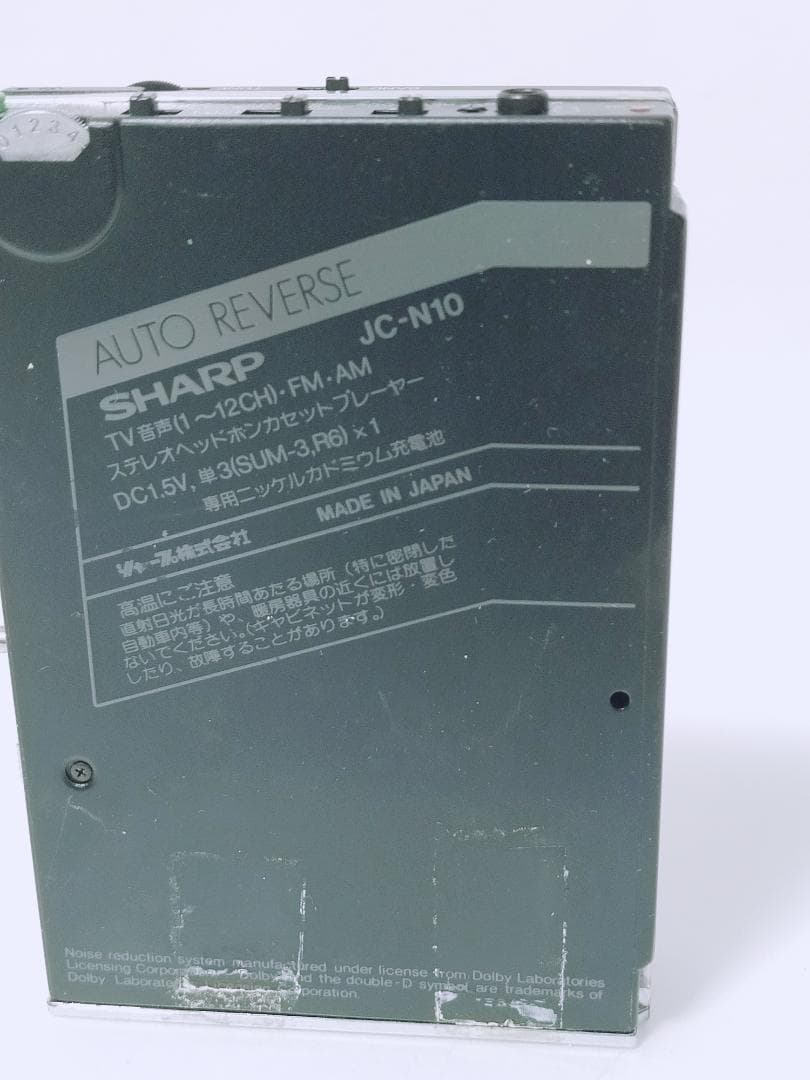 01234
AUTO REVERSE
SHARP JC-N10
TV音声(1～12CH)・FM・AM
ステレオヘッドホンカセットプレーヤー
DC1.5V, 単3(SUM-3,R6)×1
専用ニッケルカドミウム充電池
シャープ株式会社 MADE IN JAPAN
高温にご注意
直射日光が長時間あたる場所（特に密閉した
自動車内等）や、暖房器具の近くには放置し
ないでください。(キャビネットが変形・変色
したり、故障することがあります。)
Noise reduction system manufactured under license from Dolby Laboratories
Licensing Dolby and the double-D symbol are trademarks of
Dolby